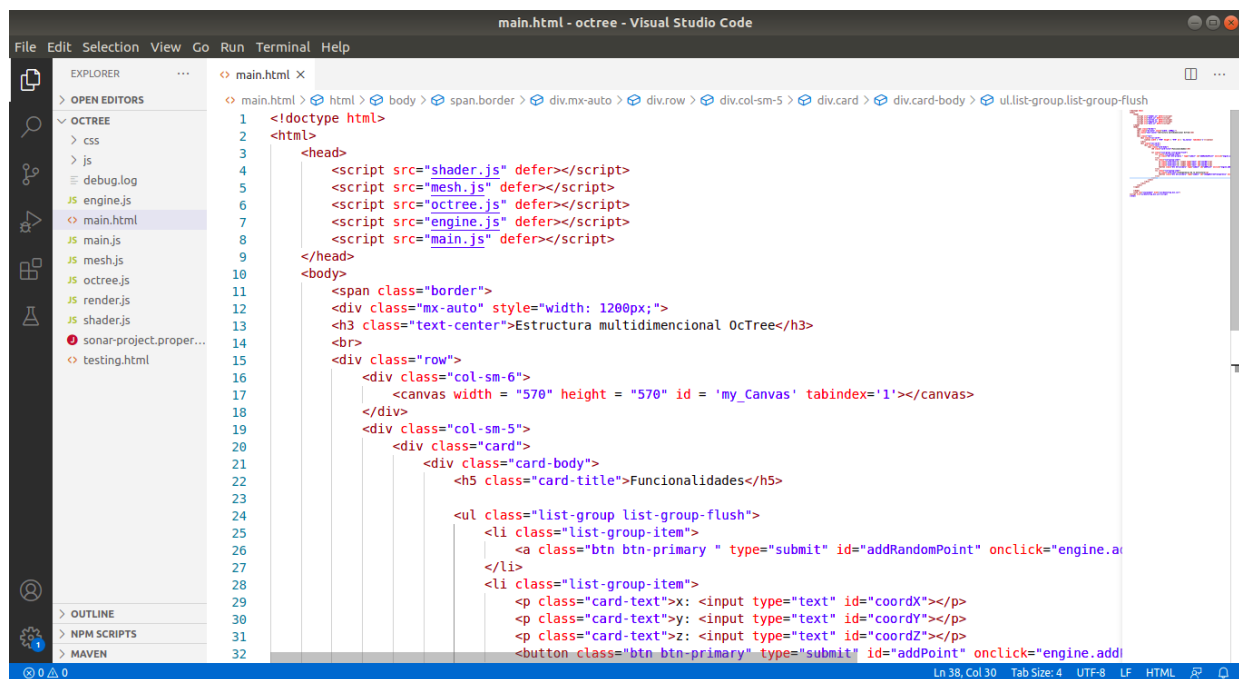 main.html - octree - Visual Studio Code
File Edit Selection View Go Run Terminal Help
EXPLORER
OPEN EDITORS
OCTREE
css
js
debug.log
JS engine.js
<> main.html
JS main.js
JS mesh.js
JS octree.js
JS render.js
JS shader.js
sonar-project.proper...
<> testing.html
OUTLINE
NPM SCRIPTS
MAVEN
<> main.html ×
<> main.html > html > body > span.border > div.mx-auto > div.row > div.col-sm-5 > div.card > div.card-body > ul.list-group.list-group-flush
1 <!doctype html>
2 <html>
3 <head>
4 <script src="shader.js" defer></script>
5 <script src="mesh.js" defer></script>
6 <script src="octree.js" defer></script>
7 <script src="engine.js" defer></script>
8 <script src="main.js" defer></script>
9 </head>
10 <body>
11 <span class="border">
12 <div class="mx-auto" style="width: 1200px;">
13 <h3 class="text-center">Estructura multidimencional OcTree</h3>
14 <br>
15 <div class="row">
16 <div class="col-sm-6">
17 <canvas width = "570" height = "570" id = 'my_Canvas' tabindex='1'></canvas>
18 </div>
19 <div class="col-sm-5">
20 <div class="card">
21 <div class="card-body">
22 <h5 class="card-title">Funcionalidades</h5>
23
24 <ul class="list-group list-group-flush">
25 <li class="list-group-item">
26 <a class="btn btn-primary " type="submit" id="addRandomPoint" onclick="engine.ad
27 </li>
28 <li class="list-group-item">
29 <p class="card-text">x: <input type="text" id="coordX"></p>
30 <p class="card-text">y: <input type="text" id="coordY"></p>
31 <p class="card-text">z: <input type="text" id="coordZ"></p>
32 <button class="btn btn-primary" type="submit" id="addPoint" onclick="engine.add
1
0 0 Ln 38, Col 30 Tab Size: 4 UTF-8 LF HTML